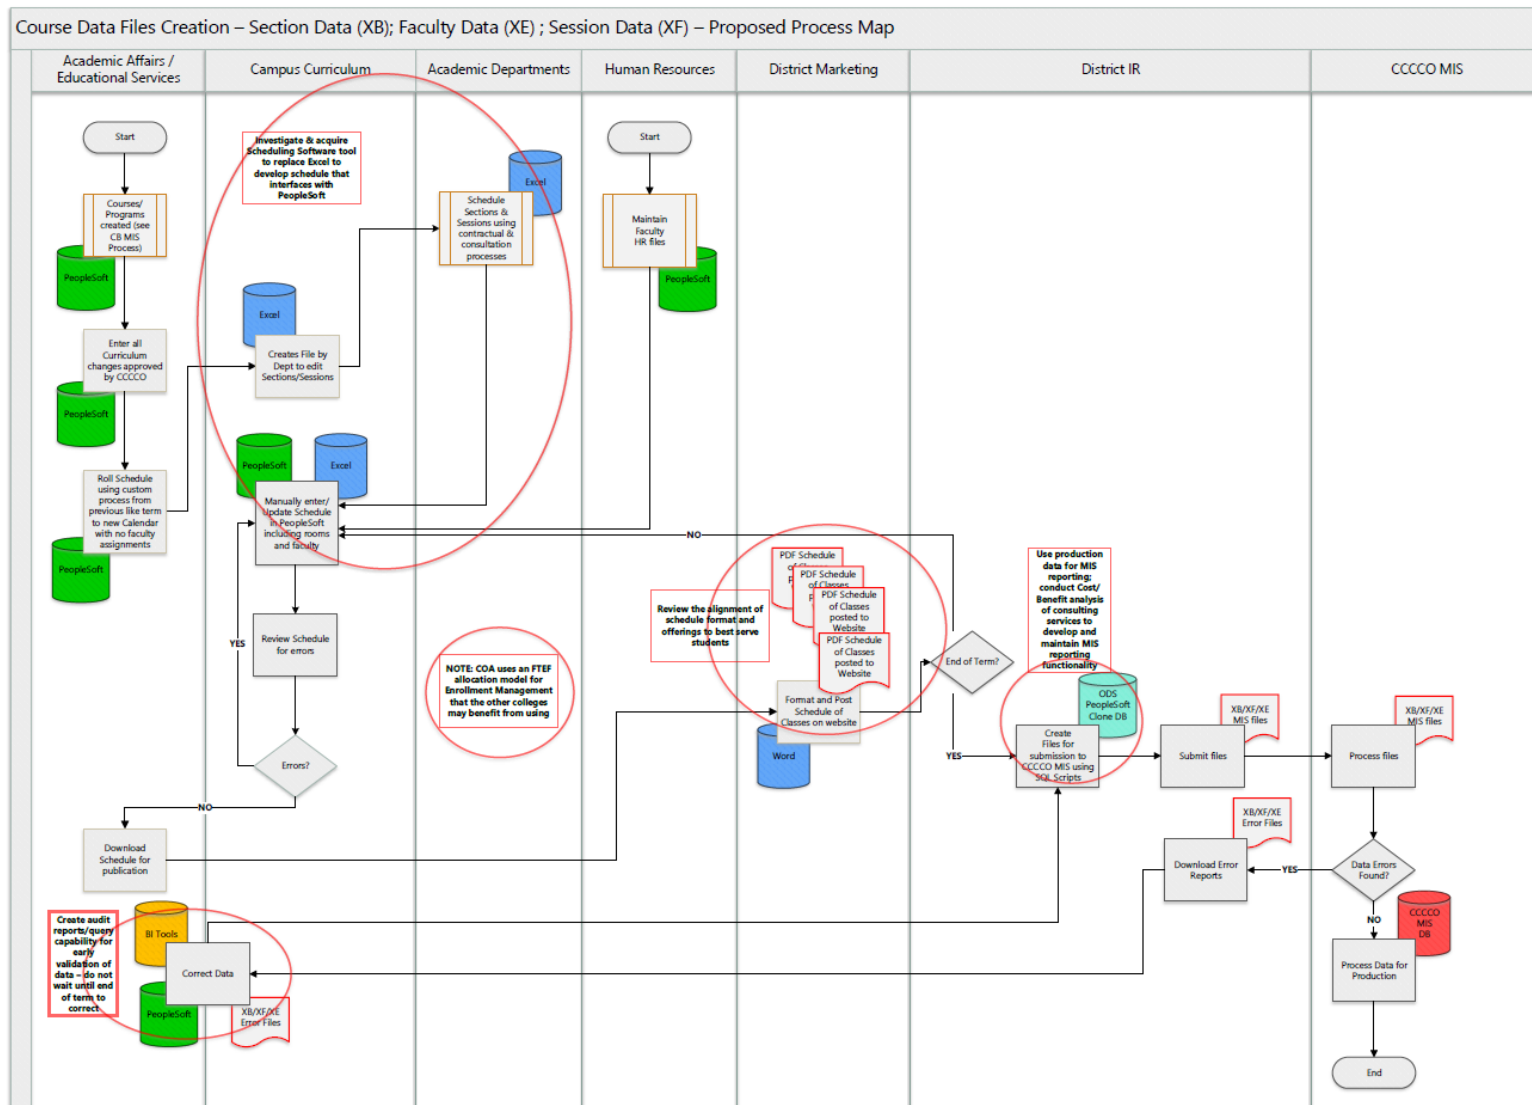 Course Data Files Creation – Section Data (XB); Faculty Data (XE) ; Session Data (XF) – Proposed Process Map
Academic Affairs /
Educational Services
Campus Curriculum
Academic Departments
Human Resources
District Marketing
District IR
CCCCO MIS
Start
Courses/
Programs
created (see
CB MIS
Process)
PeopleSoft
Enter all
Curriculum
changes approved
by CCCCO
PeopleSoft
Roll Schedule
using custom
process from
previous like term
to new Calendar
with no faculty
assignments
PeopleSoft
Investigate & acquire
Scheduling Software tool
to replace Excel to
develop schedule that
interfaces with
PeopleSoft
Excel
Creates File by
Dept to edit
Sections/Sessions
Excel
Schedule
Sections &
Sessions using
contractual &
consultation
processes
Start
Maintain
Faculty
HR files
PeopleSoft
PeopleSoft
Excel
Manually enter/
Update Schedule
in PeopleSoft
including rooms
and faculty
Review Schedule
for errors
YES
Errors?
NO
Download
Schedule for
publication
NOTE: COA uses an FTEF
allocation model for
Enrollment Management
that the other colleges
may benefit from using
Review the alignment of
schedule format and
offerings to best serve
students
NO
PDF Schedule
of Classes
PDF Schedule
of Classes
PDF Schedule
of Classes
posted to
Website
PDF Schedule
of Classes
posted to
Website
Format and Post
Schedule of
Classes on website
Word
End of Term?
YES
Use production
data for MIS
reporting;
conduct Cost/
Benefit analysis
of consulting
services to
develop and
maintain MIS
reporting
functionality
ODS
PeopleSoft
Clone DB
Create
Files for
submission to
CCCCO MIS using
SQL Scripts
XB/XF/XE
MIS files
Submit files
XB/XF/XE
MIS files
Process files
XB/XF/XE
Error Files
Download Error
Reports
YES
Data Errors
Found?
NO
CCCCO
MIS
DB
Process Data for
Production
End
Create audit
reports/query
capability for
early
validation of
data – do not
wait until end
of term to
correct
BI Tools
Correct Data
PeopleSoft
XB/XF/XE
Error Files